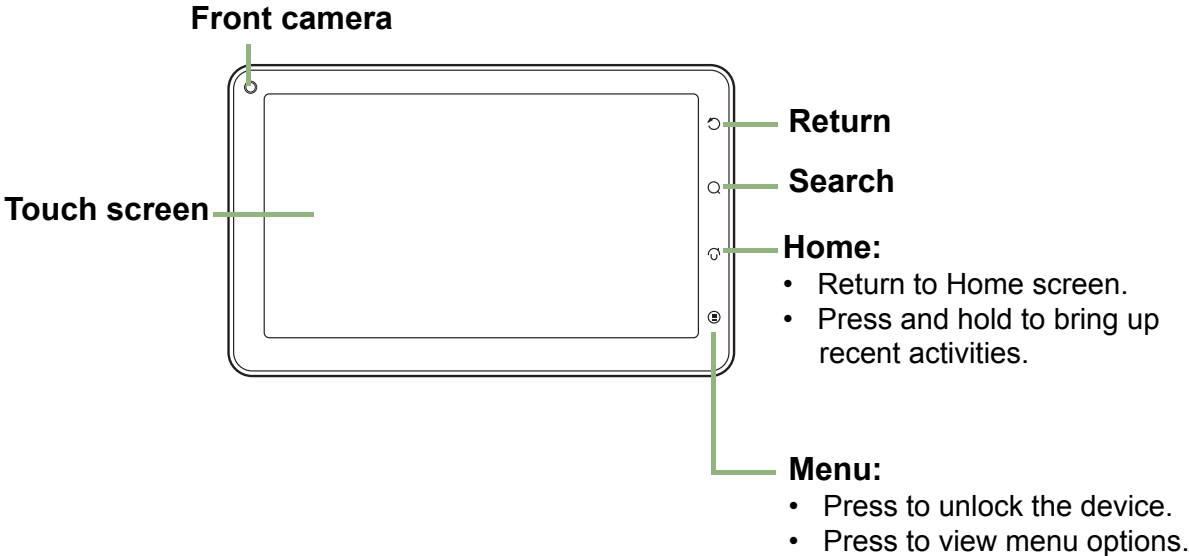 Front camera
Return
Search
Touch screen
Home:
• Return to Home screen.
• Press and hold to bring up
recent activities.
Menu:
• Press to unlock the device.
• Press to view menu options.